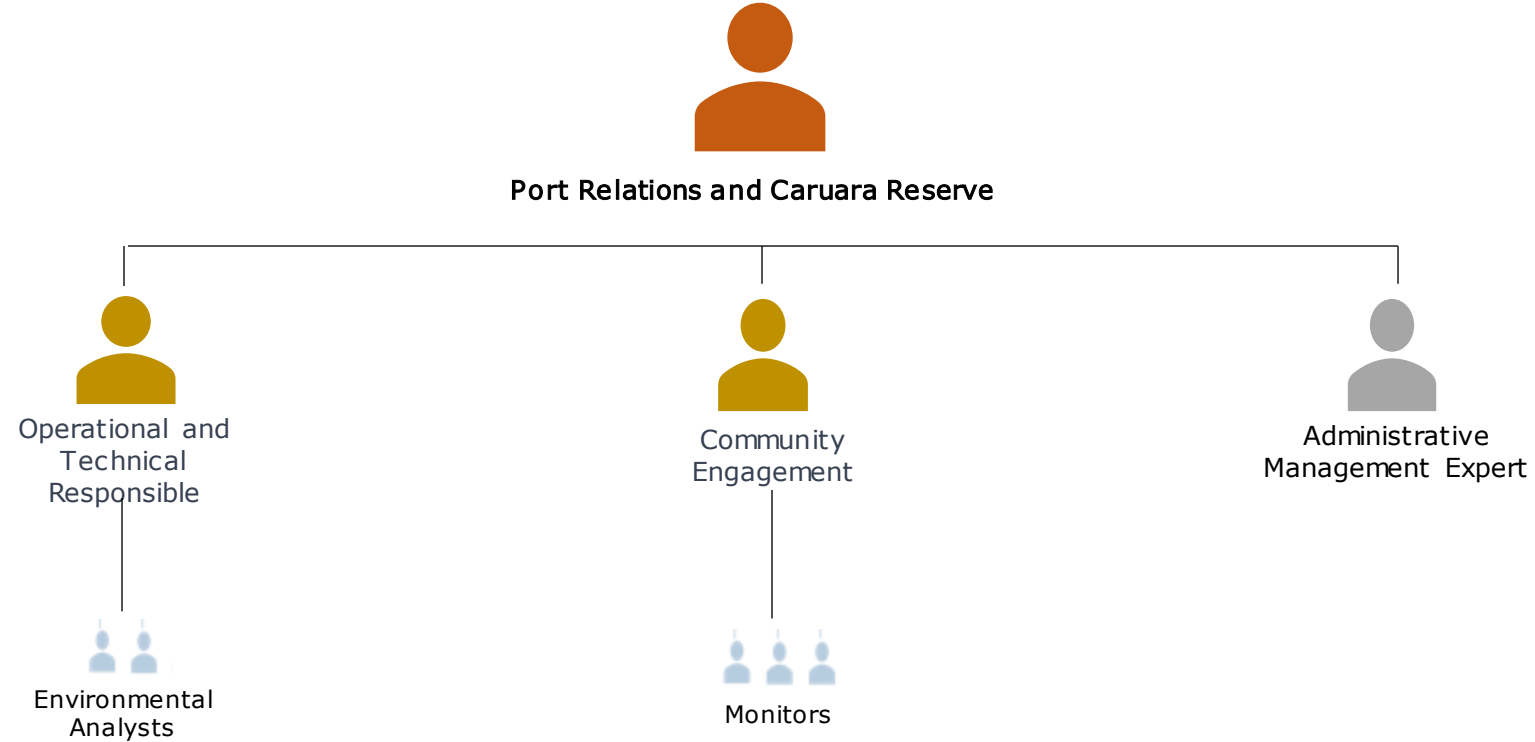 Port Relations and Caruara Reserve
Operational and
Technical
Responsible
Community
Engagement
Administrative
Management Expert
Environmental
Analysts
Monitors